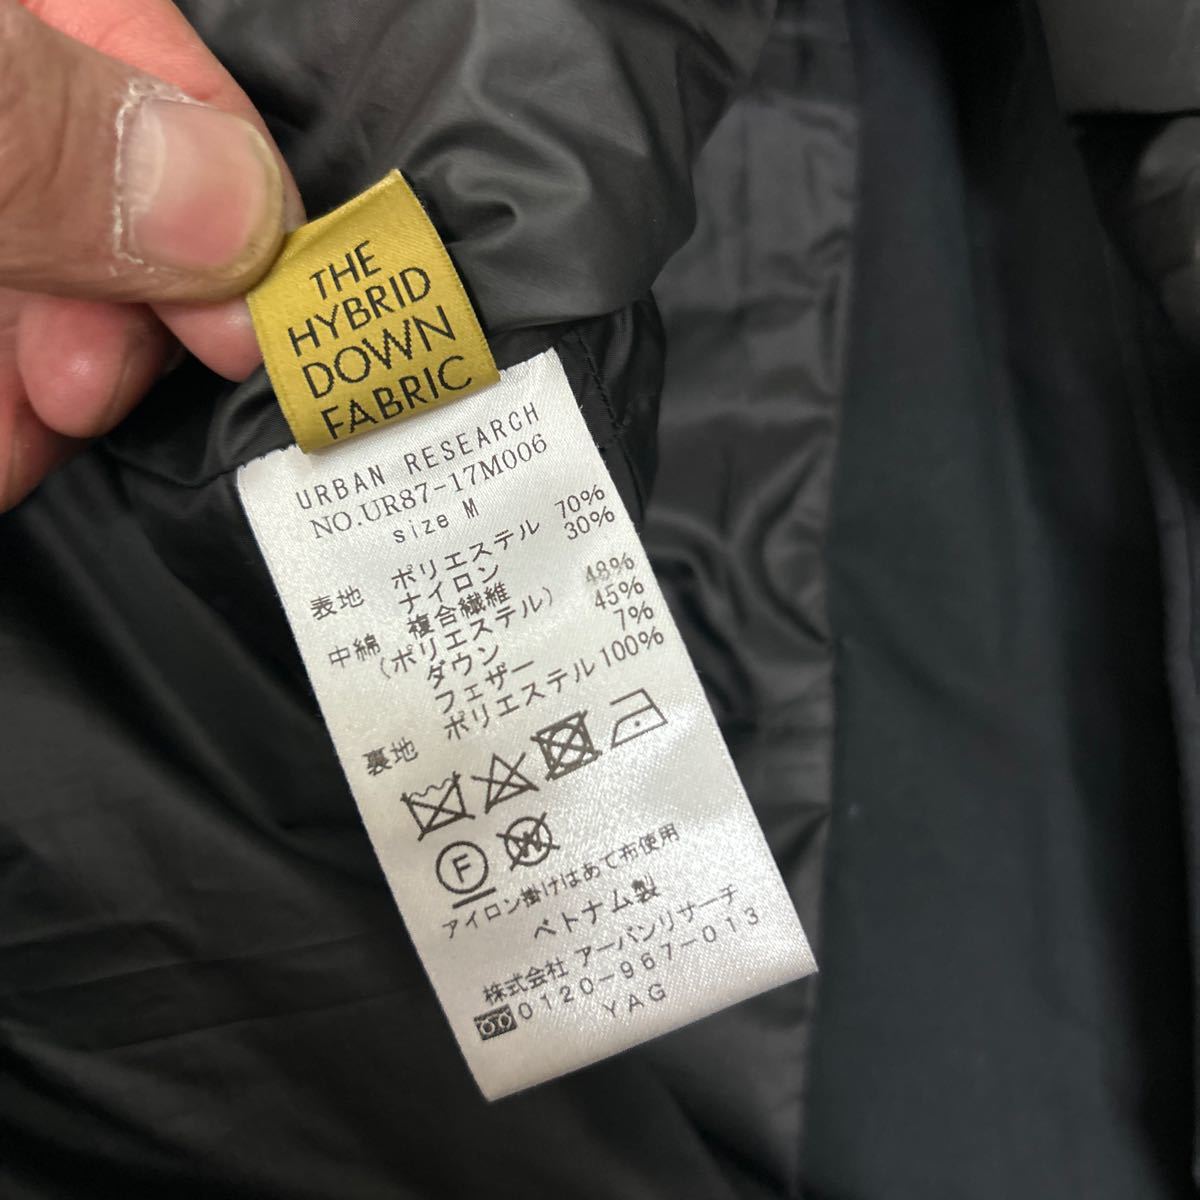 THE
HYBRID
DOWN
FABRIC
URBAN RESEARCH
NO.UR87-17M006
size M
表地 ポリエステル 70%
ナイロン 30%
中綿 複合繊維
(ポリエステル) 48%
ダウン 45%
フェザー 7%
裏地 ポリエステル 100%
F
W
アイロン掛けはあて布使用
ベトナム製
株式会社 アーバンリサーチ
0120-967-013
YAG